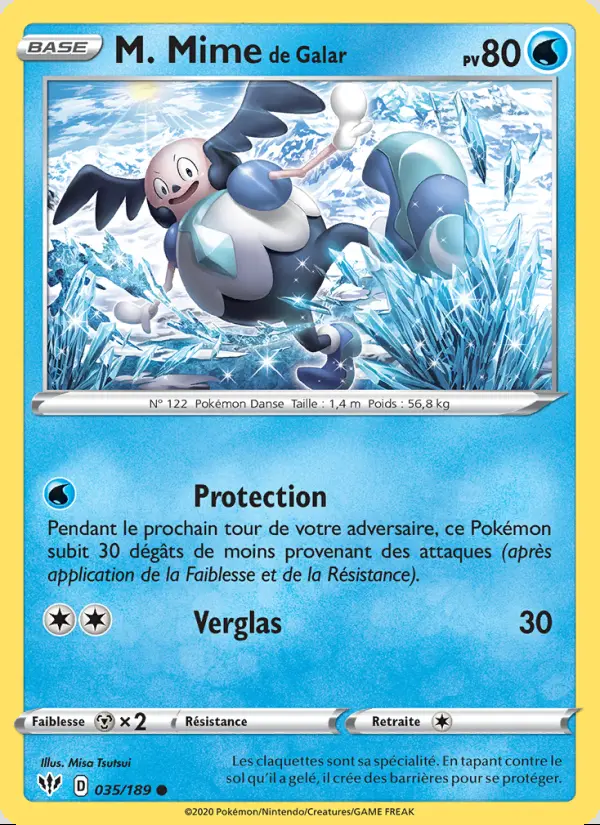 BASE M. Mime de Galar PV80
N° 122 Pokémon Danse Taille : 1,4 m Poids : 56,8 kg
Protection
Pendant le prochain tour de votre adversaire, ce Pokémon
subit 30 dégâts de moins provenant des attaques (après
application de la Faiblesse et de la Résistance).
Verglas 30
Faiblesse ×2 Résistance Retraite
Illus. Misa Tsutsui
Les claquettes sont sa spécialité. En tapant contre le
sol qu'il a gelé, il crée des barrières pour se protéger.
D 035/189
©2020 Pokémon/Nintendo/Creatures/GAME FREAK